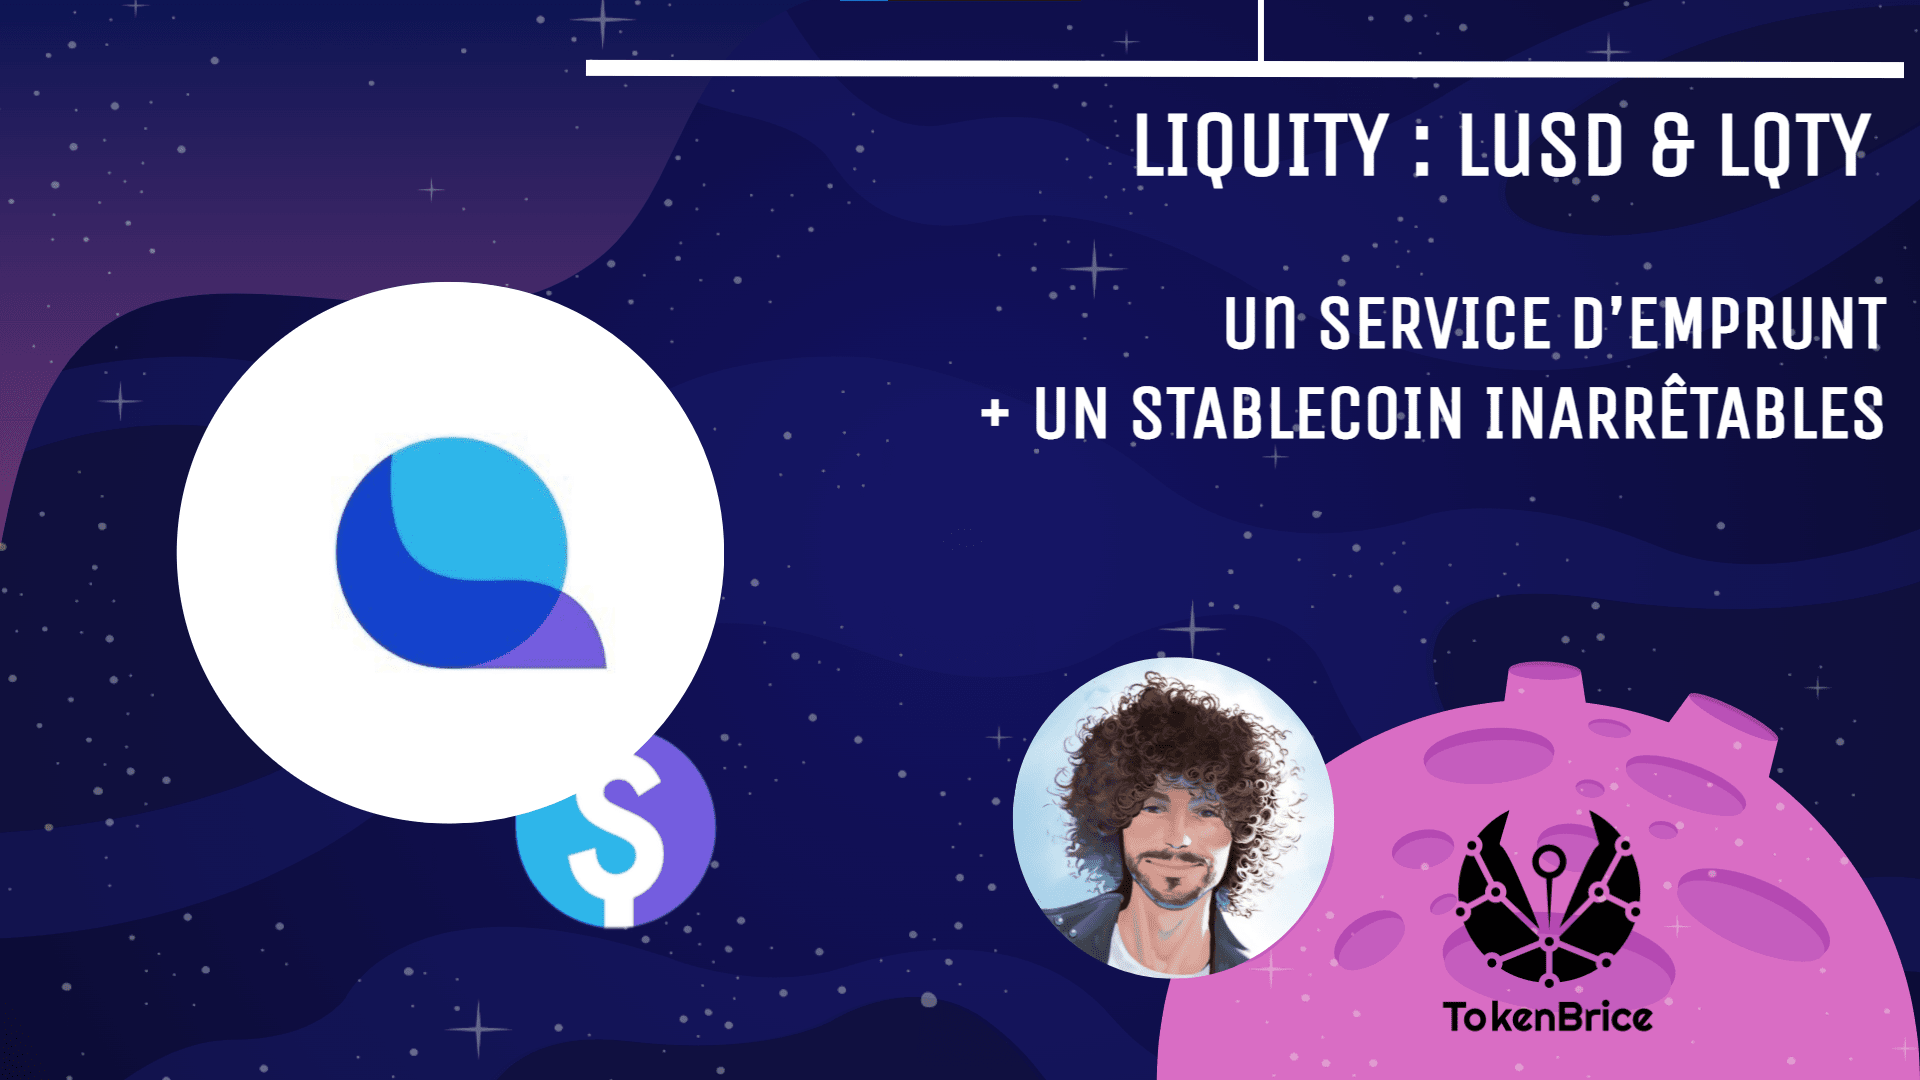 LIQUITY : LUSD & LQTY
UN SERVICE D'EMPRUNT
+ UN STABLECOIN INARRÊTABLES
TokenBrice